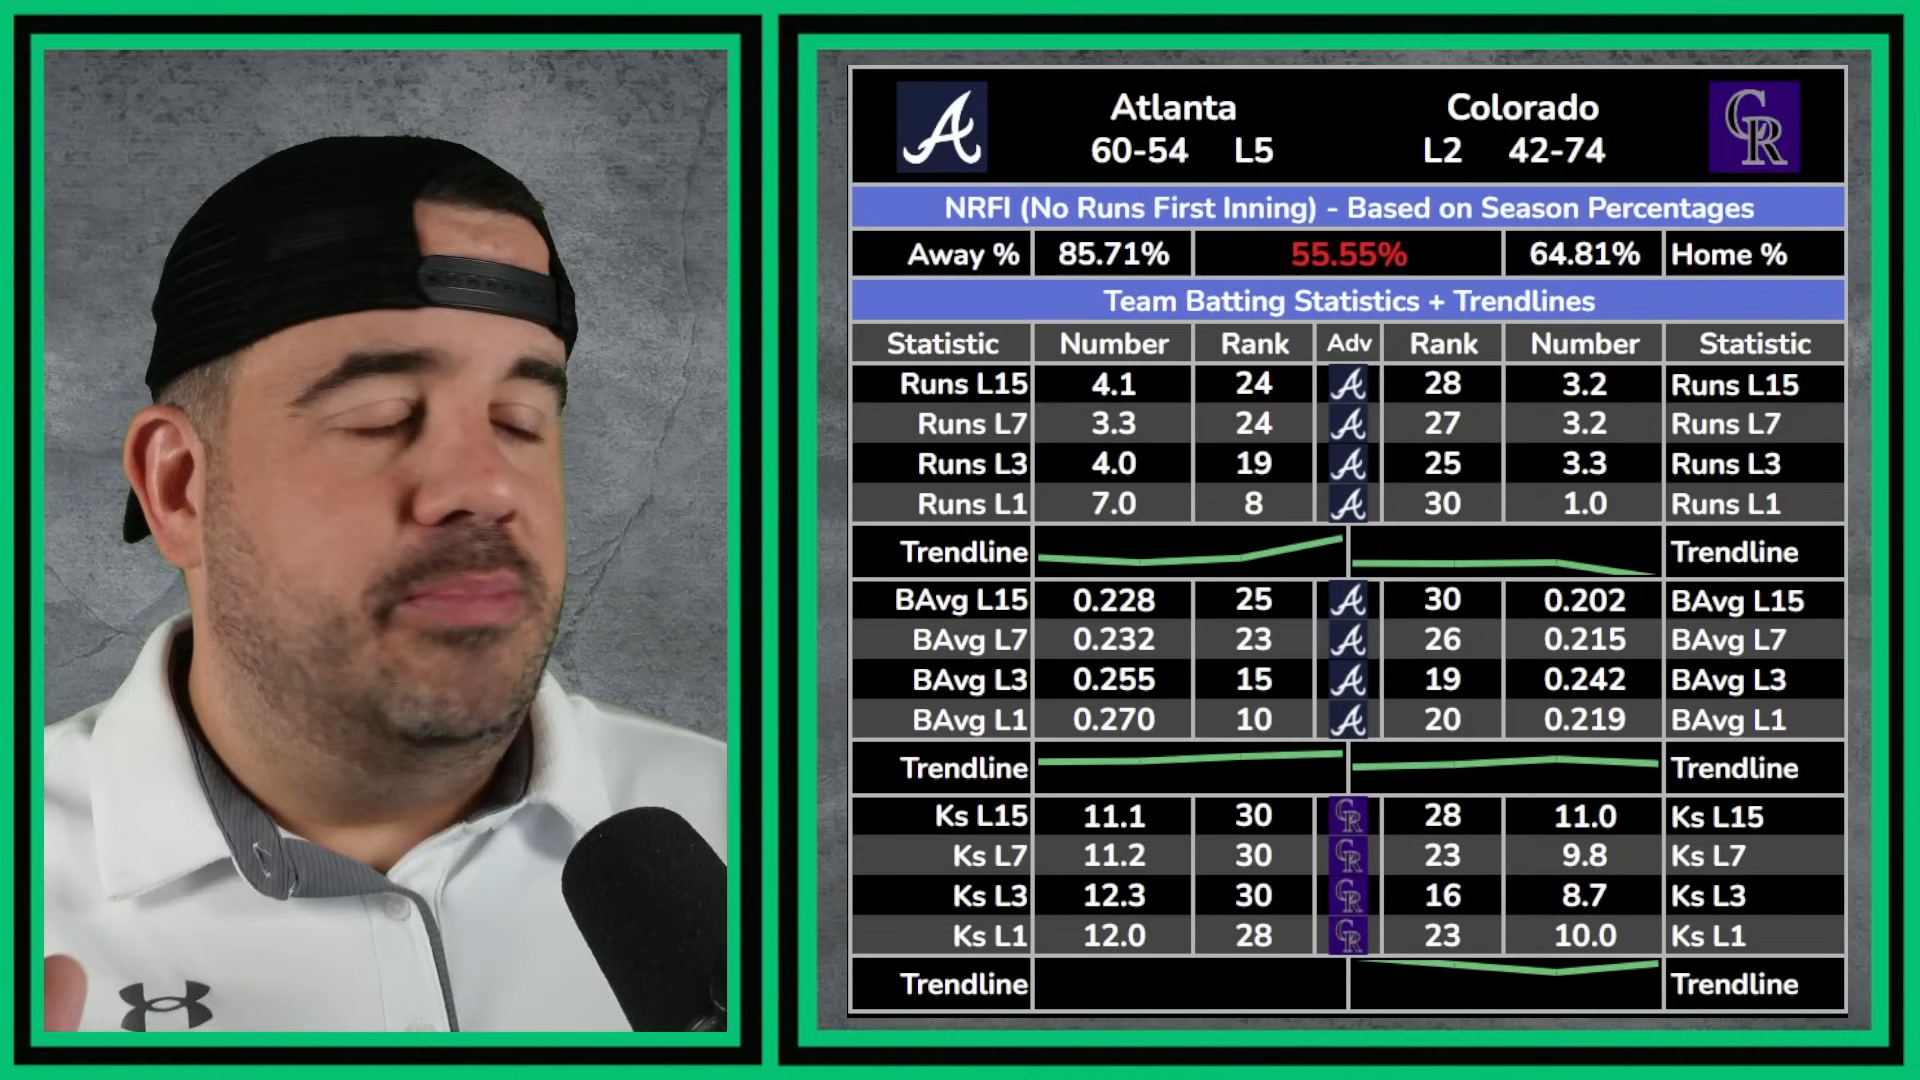 Atlanta Colorado
60-54 L5 L2 42-74
NRFI (No Runs First Inning) - Based on Season Percentages
Away % 85.71% 55.55% 64.81% Home %
Team Batting Statistics + Trendlines
Statistic Number Rank Adv Rank Number Statistic
Runs L15 4.1 24 A 28 3.2 Runs L15
Runs L7 3.3 24 A 27 3.2 Runs L7
Runs L3 4.0 19 A 25 3.3 Runs L3
Runs L1 7.0 8 A 30 1.0 Runs L1
Trendline Trendline
BAvg L15 0.228 25 A 30 0.202 BAvg L15
BAvg L7 0.232 23 A 26 0.215 BAvg L7
BAvg L3 0.255 15 A 19 0.242 BAvg L3
BAvg L1 0.270 10 A 20 0.219 BAvg L1
Trendline Trendline
Ks L15 11.1 30 CR 28 11.0 Ks L15
Ks L7 11.2 30 CR 23 9.8 Ks L7
Ks L3 12.3 30 CR 16 8.7 Ks L3
Ks L1 12.0 28 CR 23 10.0 Ks L1
Trendline Trendline